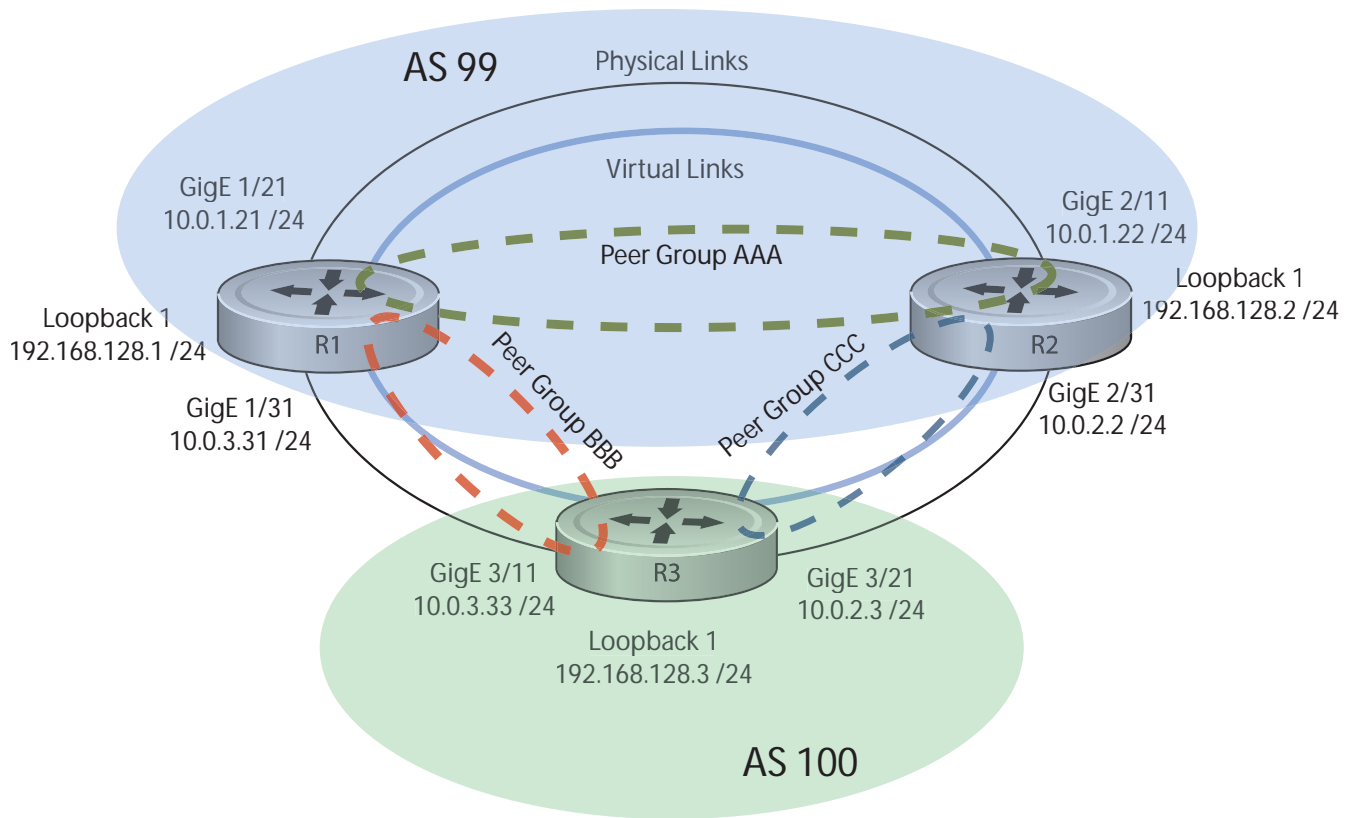 AS 99
Physical Links
Virtual Links
GigE 1/21
10.0.1.21 /24
GigE 2/11
10.0.1.22 /24
Peer Group AAA
Loopback 1
192.168.128.1 /24
R1
Loopback 1
192.168.128.2 /24
R2
GigE 1/31
10.0.3.31 /24
Peer Group BBB
Peer Group CCC
GigE 2/31
10.0.2.2 /24
GigE 3/11
10.0.3.33 /24
R3
GigE 3/21
10.0.2.3 /24
Loopback 1
192.168.128.3 /24
AS 100